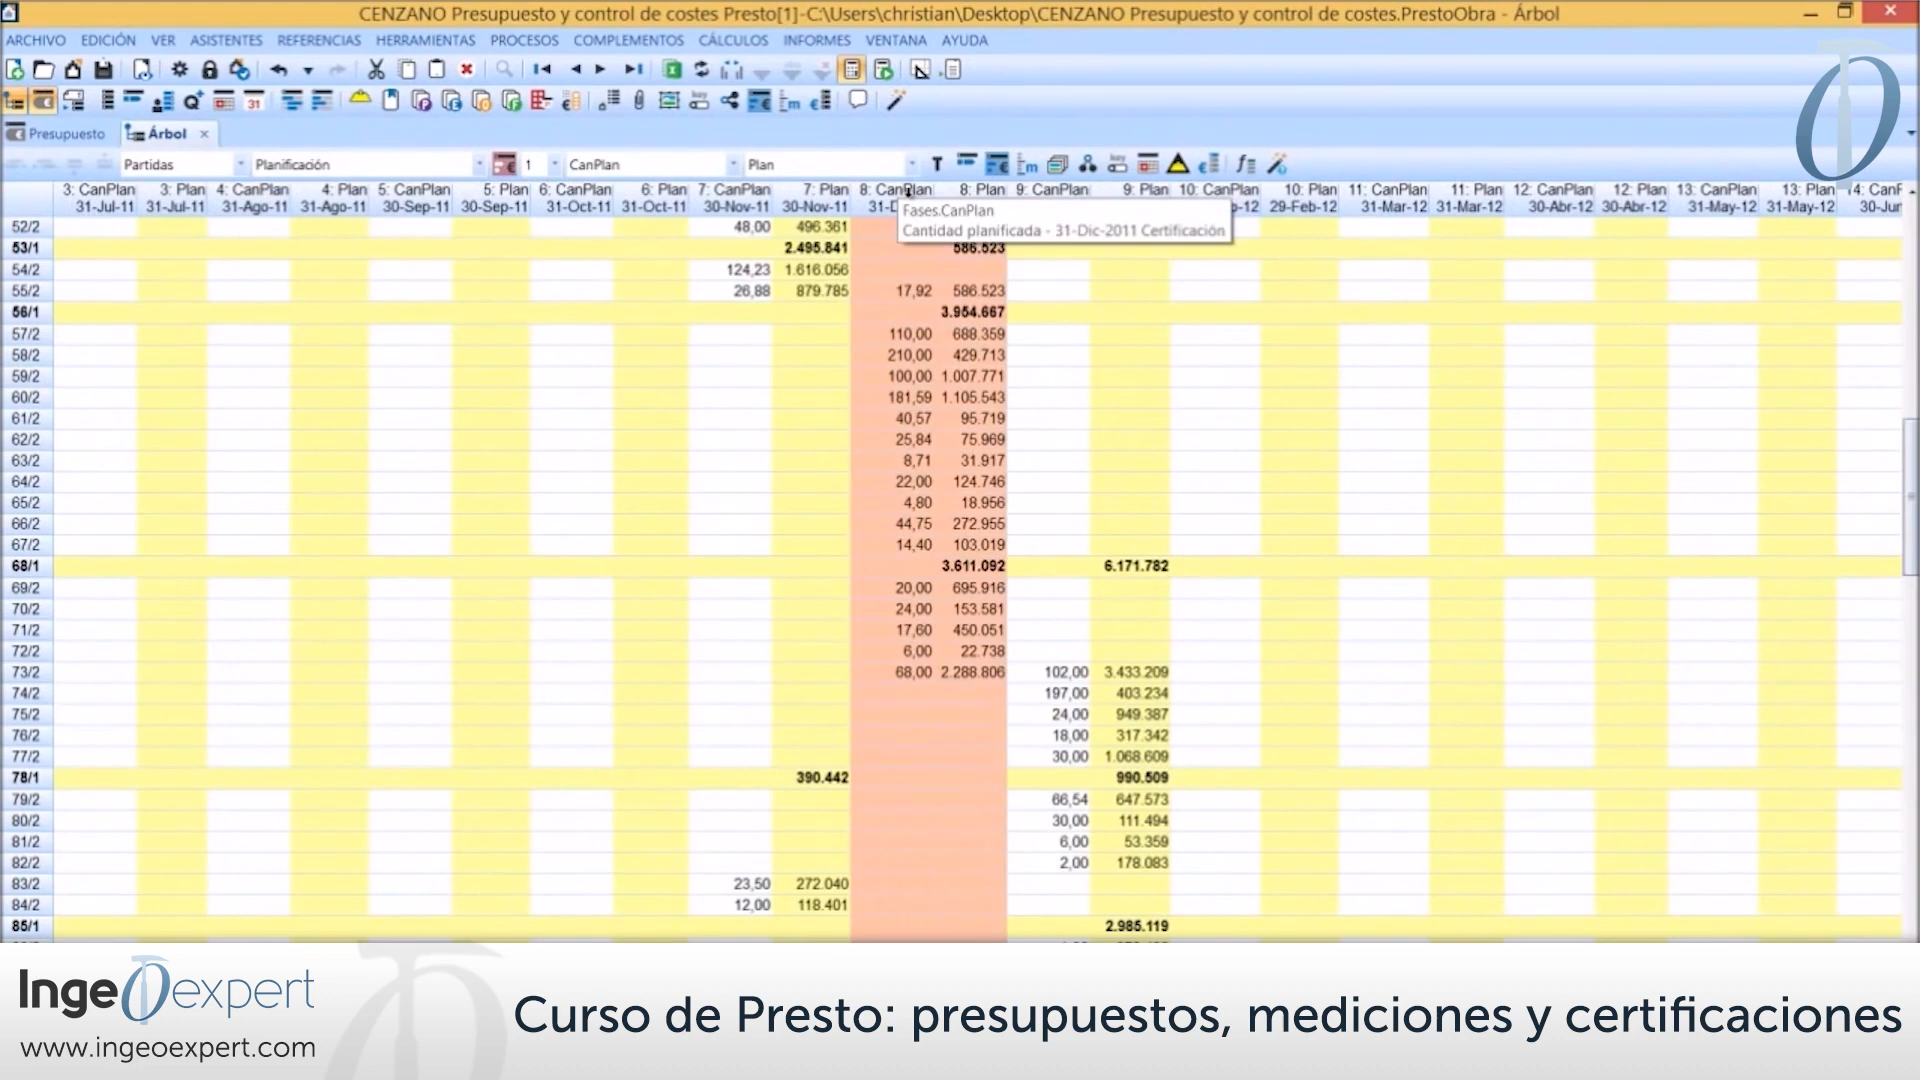 CENZANO Presupuesto y control de costes Presto[1]-C:\Users\christian\Desktop\CENZANO Presupuesto y control de costes.PrestoObra - Árbol
ARCHIVO EDICIÓN VER ASISTENTES REFERENCIAS HERRAMIENTAS PROCESOS COMPLEMENTOS CÁLCULOS INFORMES VENTANA AYUDA
Presupuesto Árbol
Partidas Planificación 1 CanPlan Plan
3: CanPlan 3: Plan 4: CanPlan 4: Plan 5: CanPlan 5: Plan 6: CanPlan 6: Plan 7: CanPlan 7: Plan 8: CanPlan 8: Plan 9: CanPlan 9: Plan 10: CanPlan 10: Plan 11: CanPlan 11: Plan 12: CanPlan 12: Plan 13: CanPlan 13: Plan
31-Jul-11 31-Jul-11 31-Ago-11 31-Ago-11 30-Sep-11 30-Sep-11 31-Oct-11 31-Oct-11 30-Nov-11 30-Nov-11 29-Feb-12 31-Mar-12 31-Mar-12 30-Abr-12 30-Abr-12 31-May-12 31-May-12
Fases.CanPlan
Cantidad planificada - 31-Dic-2011 Certificación
52/2 48,00 496.361
53/1 2.495.841 586.523
54/2 124,23 1.616.056
55/2 26,88 879.785 17,92 586.523
56/1 3.954.667
57/2 110,00 688.359
58/2 210,00 429.713
59/2 100,00 1.007.771
60/2 181,59 1.105.543
61/2 40,57 95.719
62/2 25,84 75.969
63/2 8,71 31.917
64/2 22,00 124.746
65/2 4,80 18.956
66/2 44,75 272.955
67/2 14,40 103.019
68/1 3.611.092 6.171.782
69/2 20,00 695.916
70/2 24,00 153.581
71/2 17,60 450.051
72/2 6,00 22.738
73/2 68,00 2.288.806 102,00 3.433.209
74/2 197,00 403.234
75/2 24,00 949.387
76/2 18,00 317.342
77/2 30,00 1.068.609
78/1 390.442 990.509
79/2 66,54 647.573
80/2 30,00 111.494
81/2 6,00 53.359
82/2 2,00 178.083
83/2 23,50 272.040
84/2 12,00 118.401
85/1 2.985.119
Ingeoexpert
www.ingeoexpert.com
Curso de Presto: presupuestos, mediciones y certificaciones